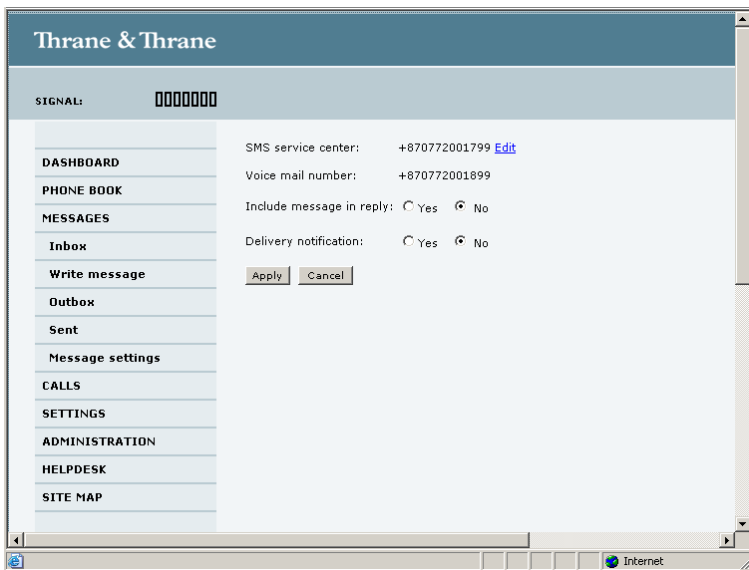 Thrane & Thrane
SIGNAL:
DASHBOARD
PHONE BOOK
MESSAGES
Inbox
Write message
Outbox
Sent
Message settings
CALLS
SETTINGS
ADMINISTRATION
HELPDESK
SITE MAP
SMS service center: +870772001799 Edit
Voice mail number: +870772001899
Include message in reply: Yes No
Delivery notification: Yes No
Apply Cancel
Internet